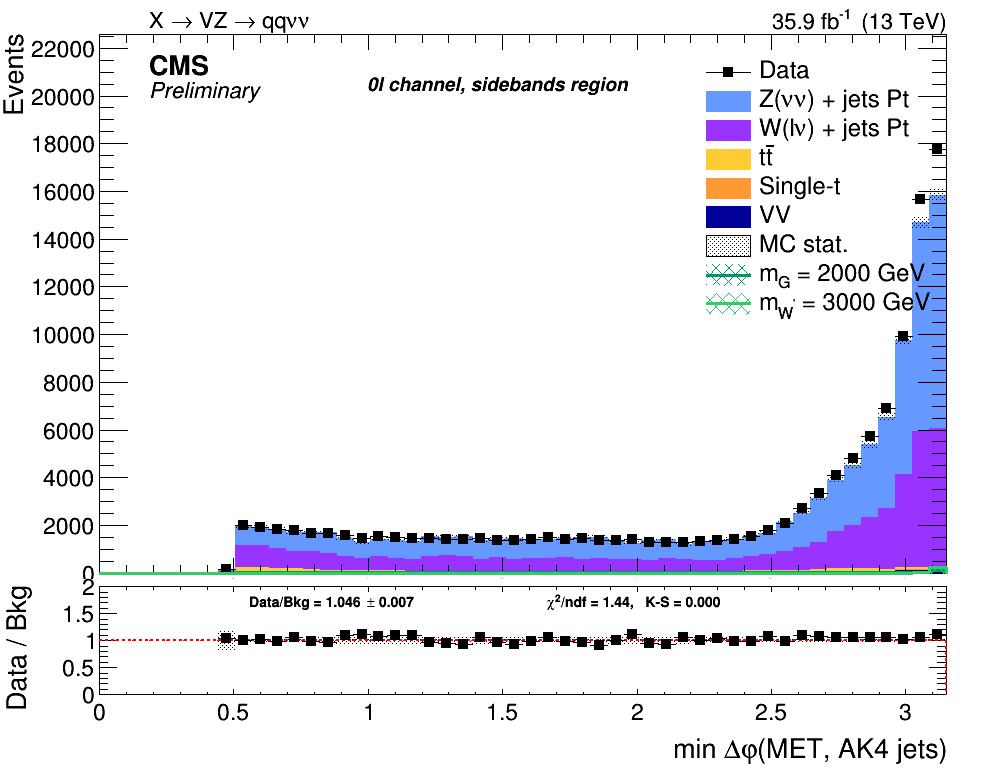 X → VZ → qqνν
35.9 fb⁻¹ (13 TeV)
Events
22000
20000
18000
16000
14000
12000
10000
8000
6000
4000
2000
0
CMS
Preliminary
0l channel, sidebands region
Data
Z(νν) + jets Pt
W(lν) + jets Pt
tt̄
Single-t
VV
MC stat.
m_G = 2000 GeV
m_W' = 3000 GeV
Data / Bkg
2
1.5
1
0.5
0
Data/Bkg = 1.046 ± 0.007
χ²/ndf = 1.44, K-S = 0.000
0 0.5 1 1.5 2 2.5 3
min Δφ(MET, AK4 jets)